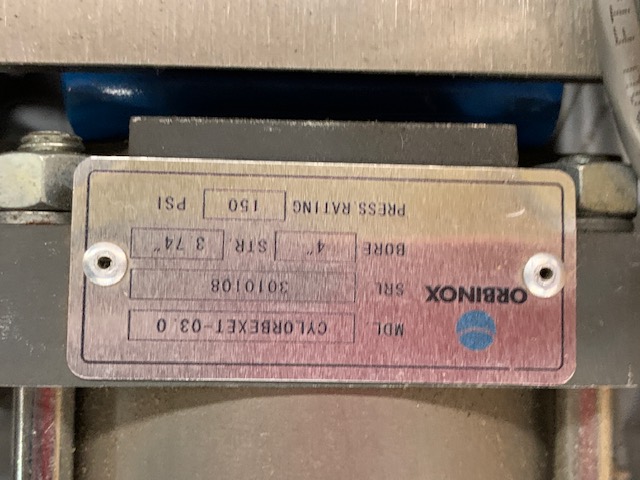 MDL. CYLORBEXET-03.0
ORBINOX
SRL 3010108
BORE 4" STR 3.74"
PRESS.RATING 150 PSI